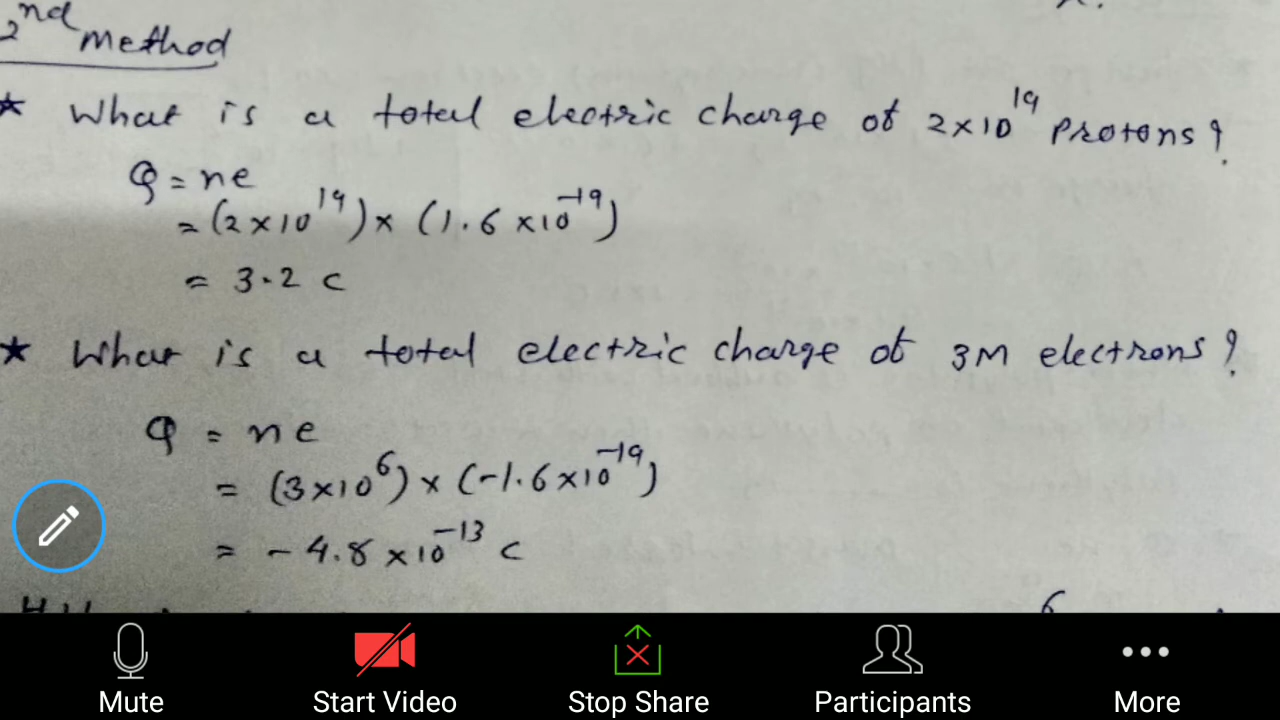 2nd method
★ What is a total electric charge of 2×10^19 Protons?
Q = ne
= (2×10^19) × (1.6 ×10^-19)
= 3.2 C
★ What is a total electric charge of 3M electrons?
Q = ne
= (3×10^6) × (-1.6×10^-19)
= -4.8 ×10^-13 C
6
Mute
Start Video
Stop Share
Participants
More